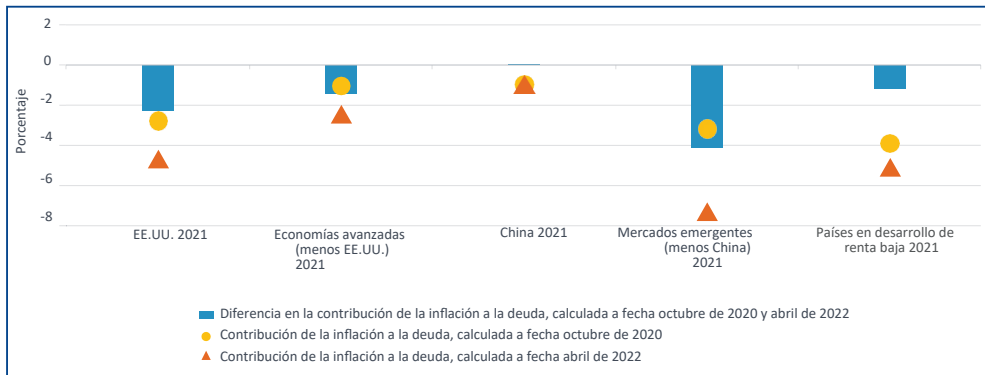 2
0
-2
-4
-6
-8
Porcentaje
EE.UU. 2021
Economías avanzadas
(menos EE.UU.)
2021
China 2021
Mercados emergentes
(menos China)
2021
Países en desarrollo de
renta baja 2021
Diferencia en la contribución de la inflación a la deuda, calculada a fecha octubre de 2020 y abril de 2022
Contribución de la inflación a la deuda, calculada a fecha octubre de 2020
Contribución de la inflación a la deuda, calculada a fecha abril de 2022